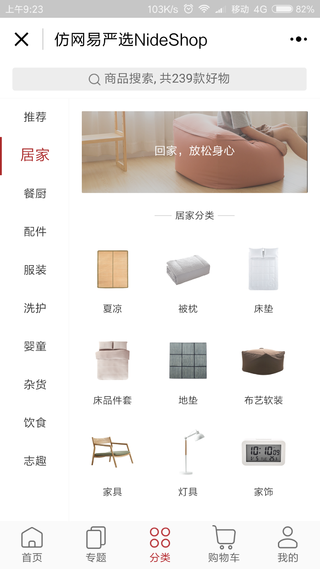 上午9:23
103K/s 移动 4G 82%
仿网易严选NideShop
商品搜索, 共239款好物
推荐
居家
餐厨
配件
服装
洗护
婴童
杂货
饮食
志趣
回家，放松身心
居家分类
夏凉 被枕 床垫
床品件套 地垫 布艺软装
家具 灯具 家饰
首页 专题 分类 购物车 我的